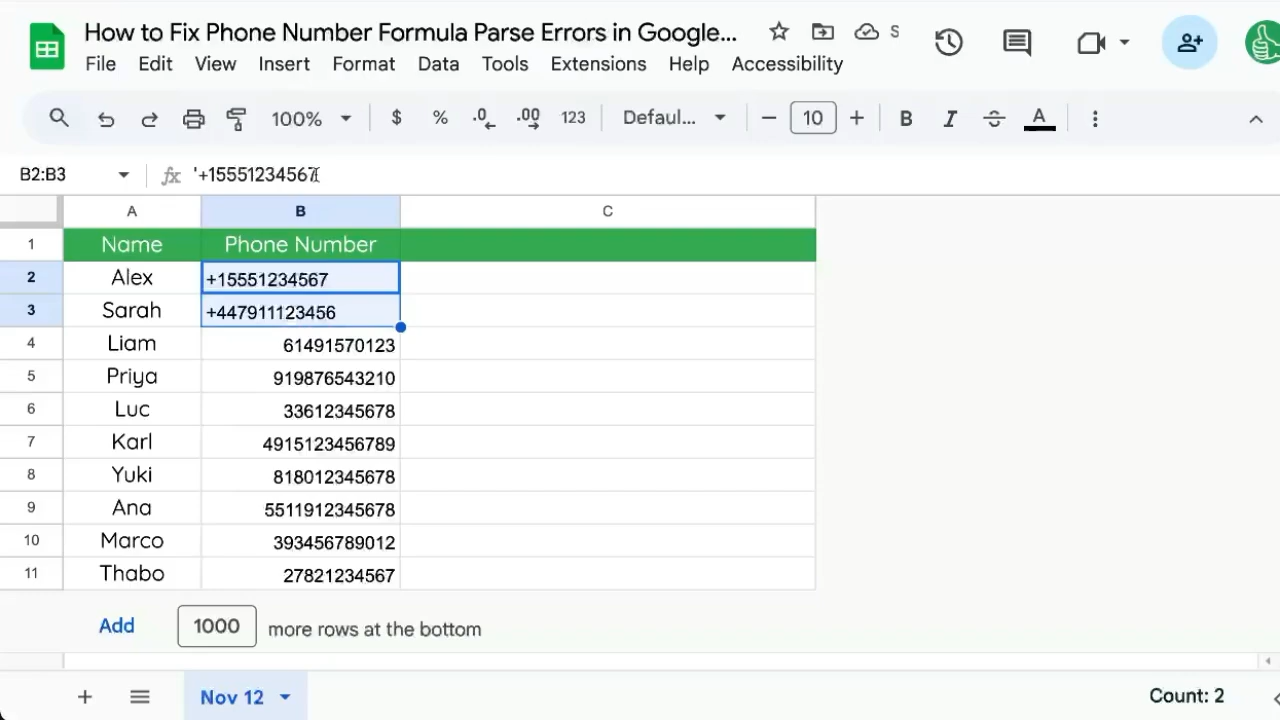 How to Fix Phone Number Formula Parse Errors in Google... S
File Edit View Insert Format Data Tools Extensions Help Accessibility
100% $ % .0 .00 123 Defaul... − 10 + B I S A
B2:B3 fx '+15551234567
A B C
1 Name Phone Number
2 Alex +15551234567
3 Sarah +447911123456
4 Liam 61491570123
5 Priya 919876543210
6 Luc 33612345678
7 Karl 4915123456789
8 Yuki 818012345678
9 Ana 5511912345678
10 Marco 393456789012
11 Thabo 27821234567
Add 1000 more rows at the bottom
+ Nov 12 Count: 2